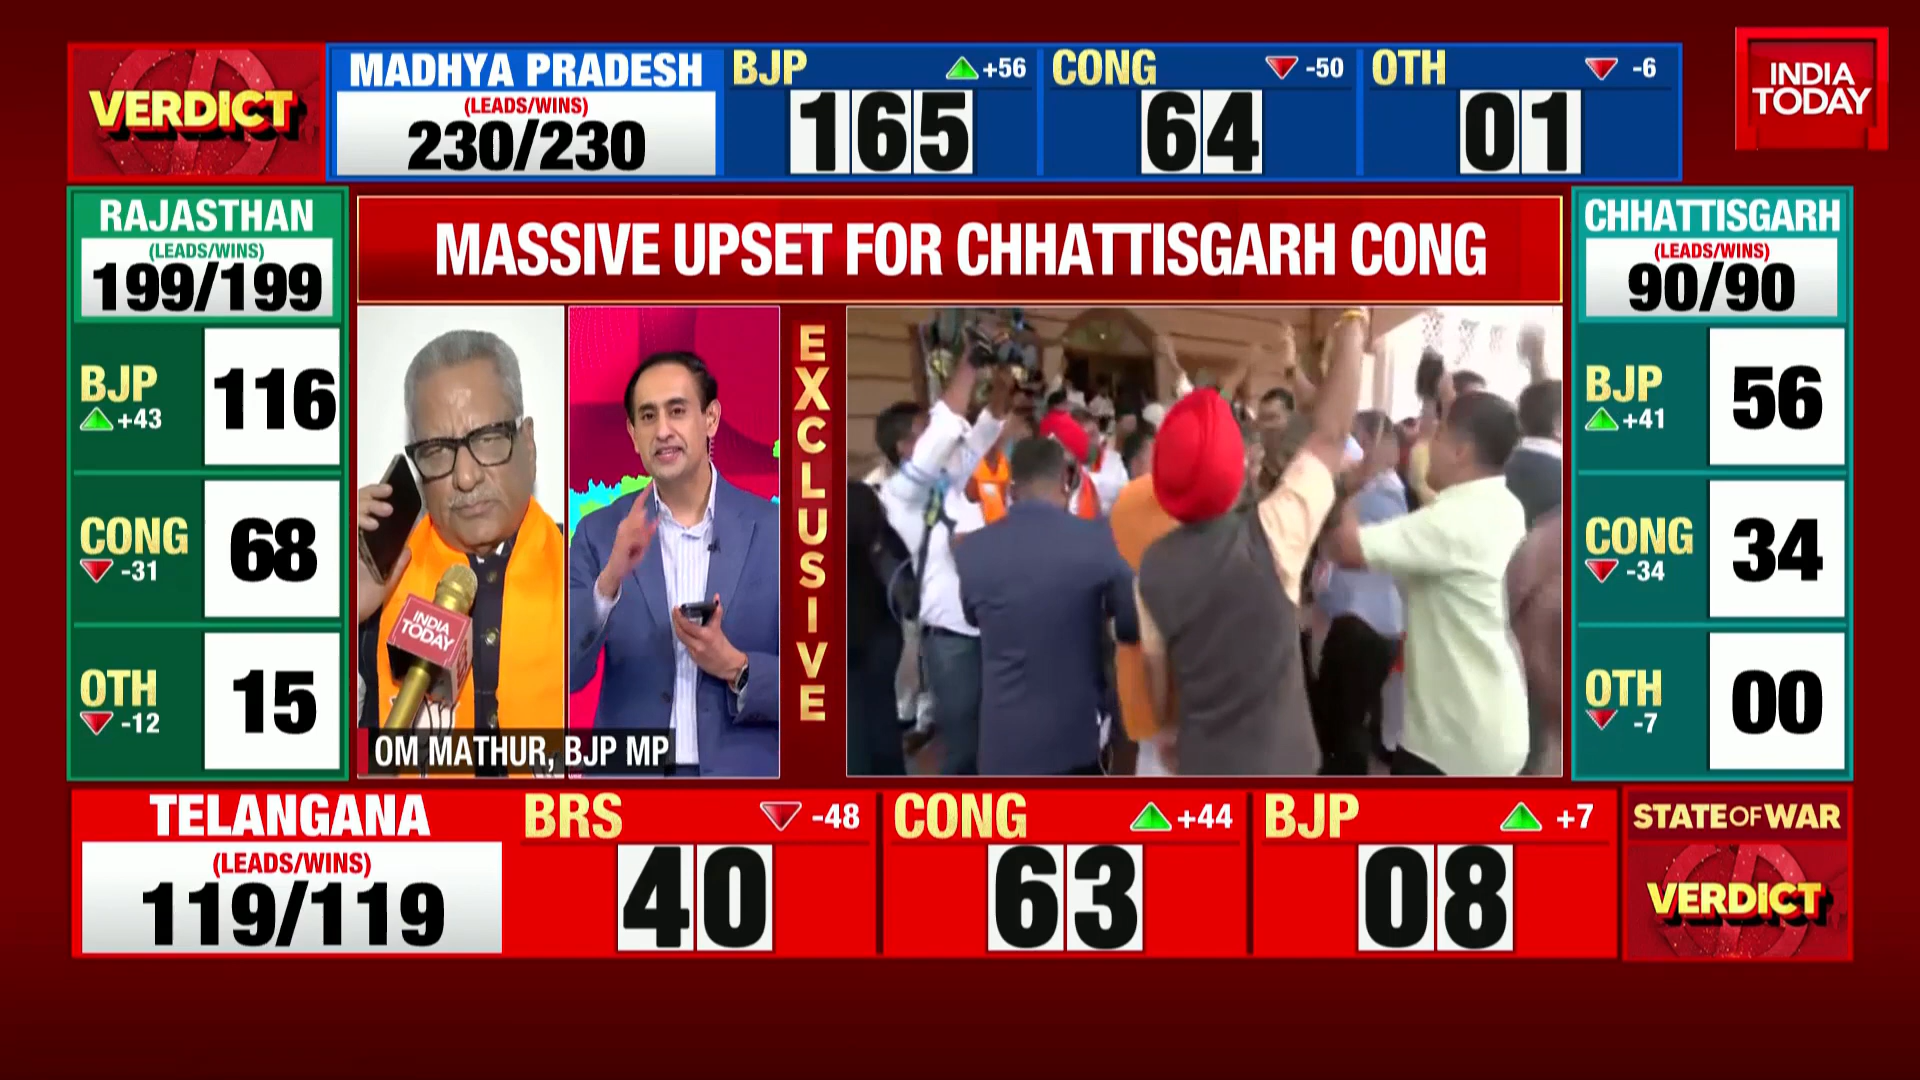 VERDICT
MADHYA PRADESH
(LEADS/WINS)
230/230
BJP
+56
165
CONG
-50
64
OTH
-6
01
INDIA
TODAY
RAJASTHAN
(LEADS/WINS)
199/199
BJP
+43
116
CONG
-31
68
OTH
-12
15
MASSIVE UPSET FOR CHHATTISGARH CONG
INDIA
TODAY
OM MATHUR, BJP MP
EXCLUSIVE
CHHATTISGARH
(LEADS/WINS)
90/90
BJP
+41
56
CONG
-34
34
OTH
-7
00
TELANGANA
(LEADS/WINS)
119/119
BRS
-48
40
CONG
+44
63
BJP
+7
08
STATE OF WAR
VERDICT